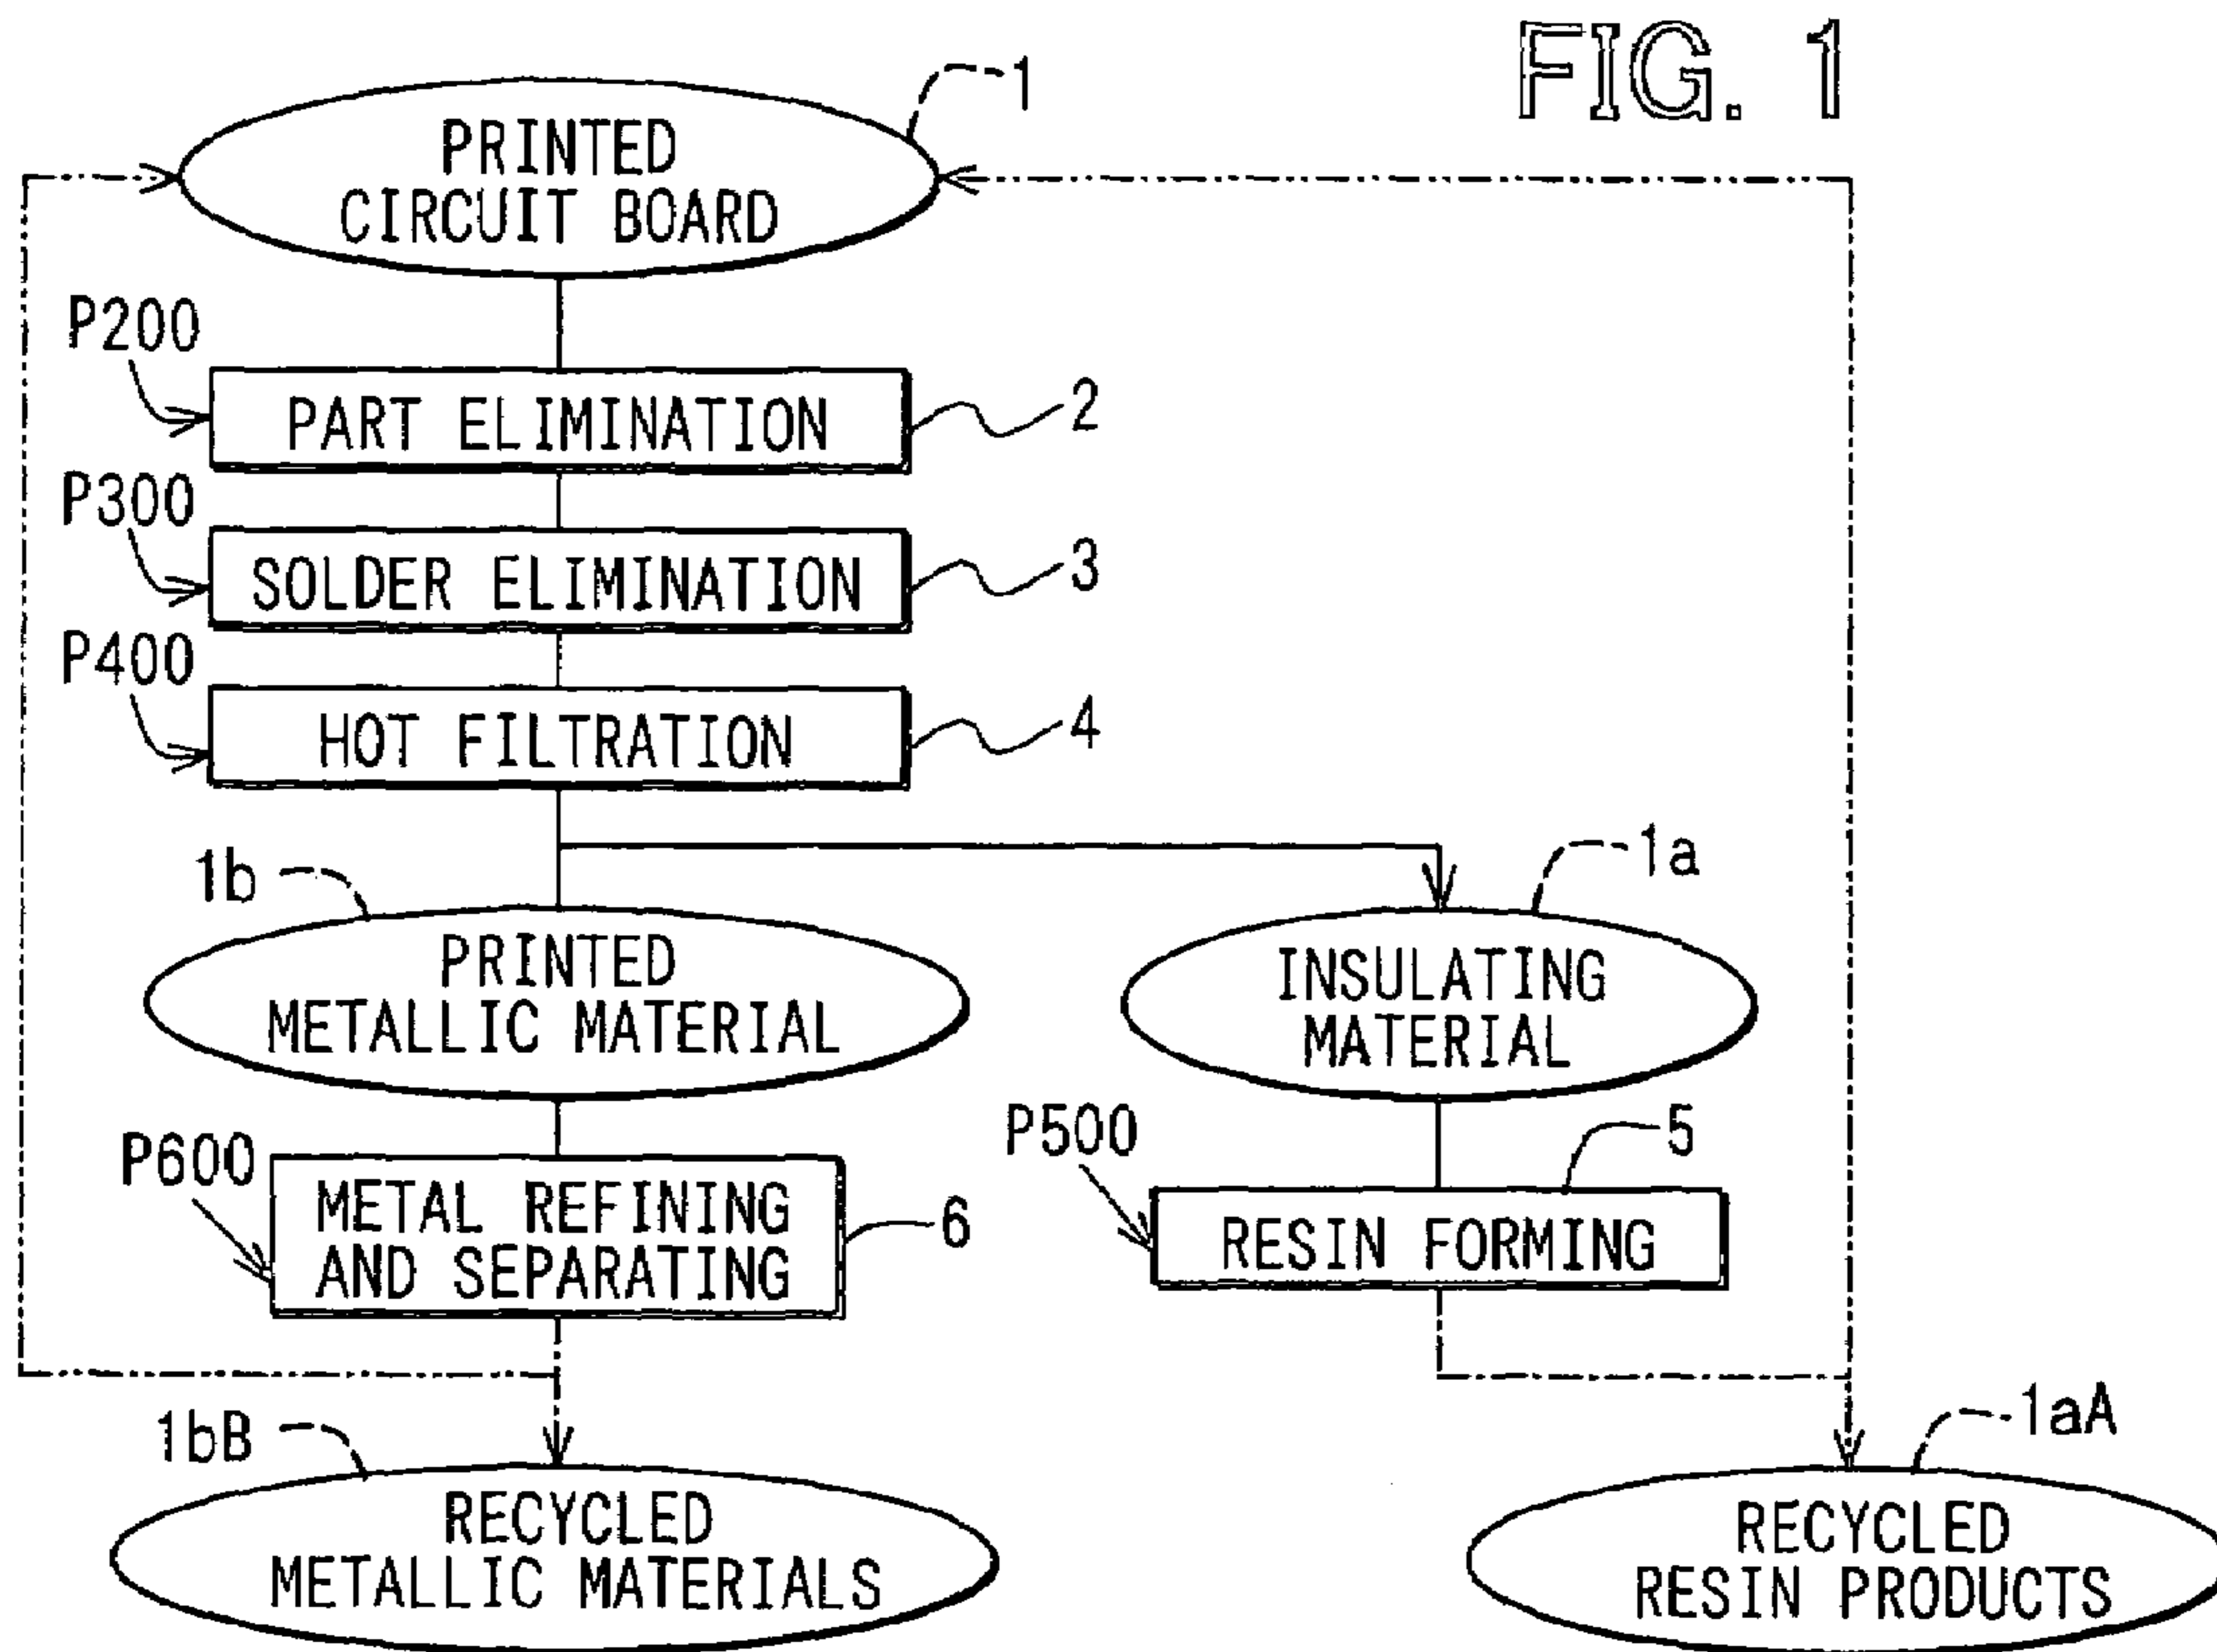 FIG. 1
1
PRINTED
CIRCUIT BOARD
P200
PART ELIMINATION
2
P300
SOLDER ELIMINATION
3
P400
HOT FILTRATION
4
1b
PRINTED
METALLIC MATERIAL
1a
INSULATING
MATERIAL
P600
METAL REFINING
AND SEPARATING
6
P500
RESIN FORMING
5
1bB
RECYCLED
METALLIC MATERIALS
1aA
RECYCLED
RESIN PRODUCTS